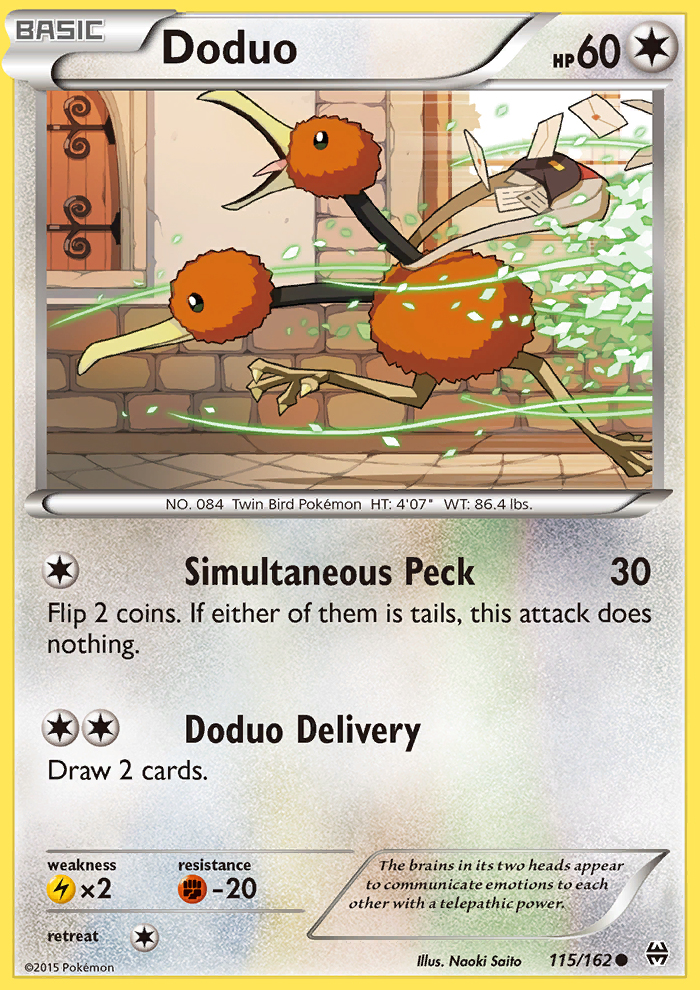 BASIC
Doduo
HP60
NO. 084 Twin Bird Pokémon HT: 4'07" WT: 86.4 lbs.
Simultaneous Peck 30
Flip 2 coins. If either of them is tails, this attack does
nothing.
Doduo Delivery
Draw 2 cards.
weakness resistance
×2 -20
The brains in its two heads appear
to communicate emotions to each
other with a telepathic power.
retreat
©2015 Pokémon
Illus. Naoki Saito 115/162